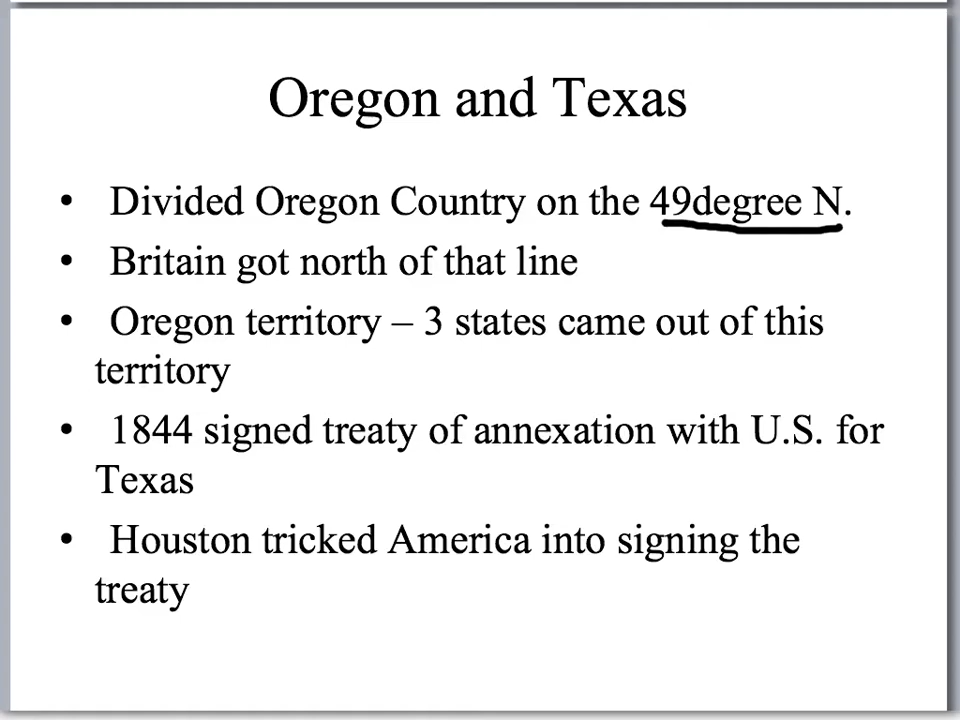 Oregon and Texas
• Divided Oregon Country on the 49degree N.
• Britain got north of that line
• Oregon territory – 3 states came out of this
territory
• 1844 signed treaty of annexation with U.S. for
Texas
• Houston tricked America into signing the
treaty